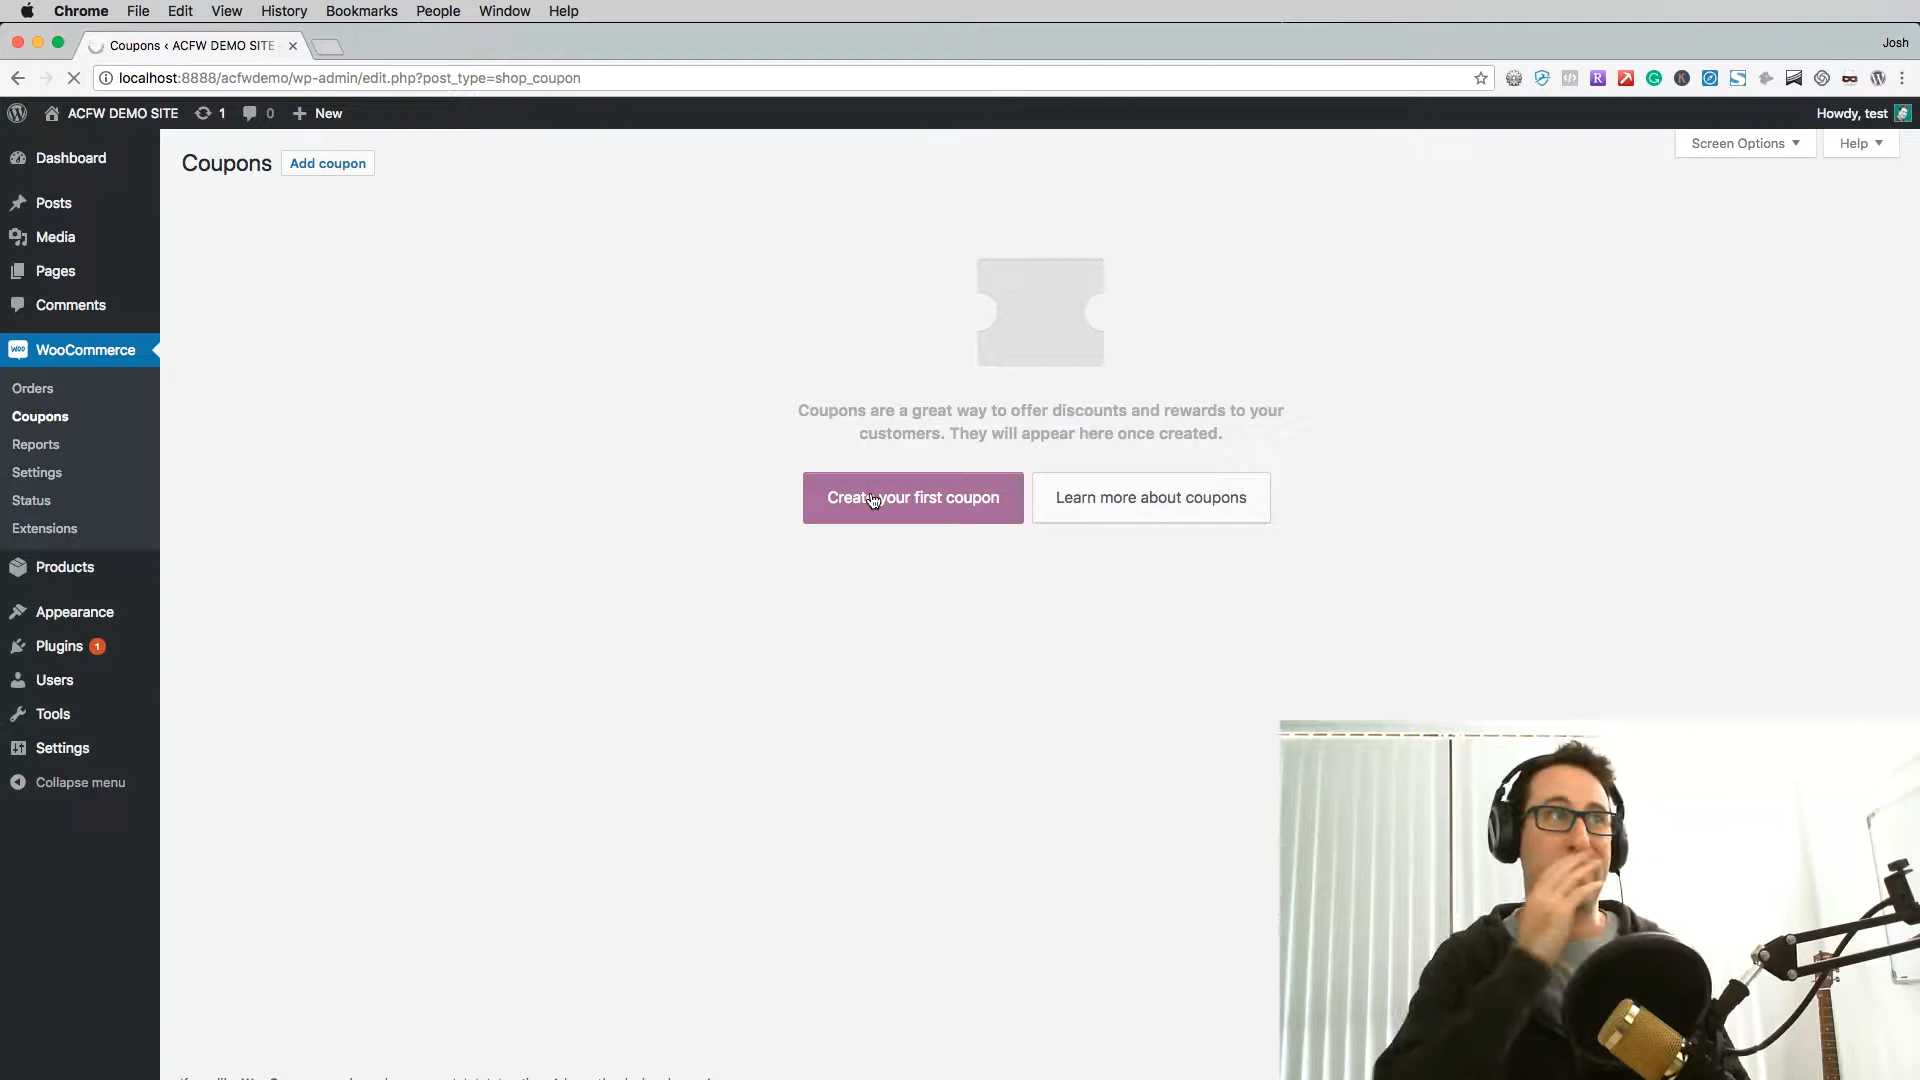 Chrome File Edit View History Bookmarks People Window Help
Coupons ‹ ACFW DEMO SITE
Josh
localhost:8888/acfwdemo/wp-admin/edit.php?post_type=shop_coupon
ACFW DEMO SITE 1 0 New
Howdy, test
Screen Options
Help
Coupons
Add coupon
Dashboard
Posts
Media
Pages
Comments
WooCommerce
Orders
Coupons
Reports
Settings
Status
Extensions
Products
Appearance
Plugins 1
Users
Tools
Settings
Collapse menu
Coupons are a great way to offer discounts and rewards to your
customers. They will appear here once created.
Create your first coupon
Learn more about coupons